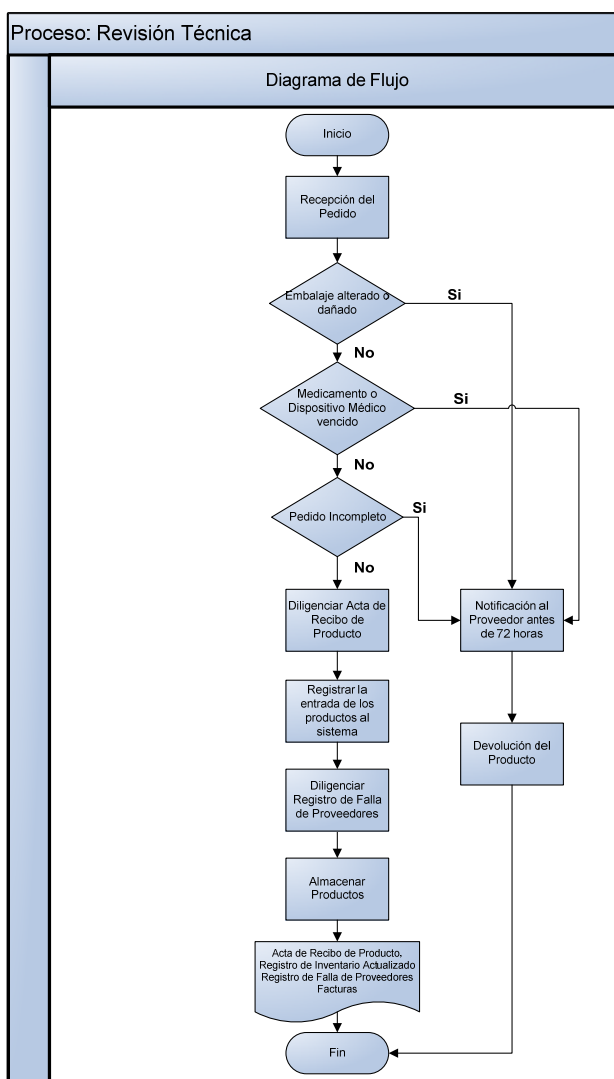 Proceso: Revisión Técnica
Diagrama de Flujo
Inicio
Recepción del
Pedido
Embalaje alterado o
dañado
Si
No
Medicamento o
Dispositivo Médico
vencido
Si
No
Pedido Incompleto
Si
No
Diligenciar Acta de
Recibo de
Producto
Notificación al
Proveedor antes
de 72 horas
Registrar la
entrada de los
productos al
sistema
Devolución del
Producto
Diligenciar
Registro de Falla
de Proveedores
Almacenar
Productos
Acta de Recibo de Producto.
Registro de Inventario Actualizado
Registro de Falla de Proveedores
Facturas
Fin